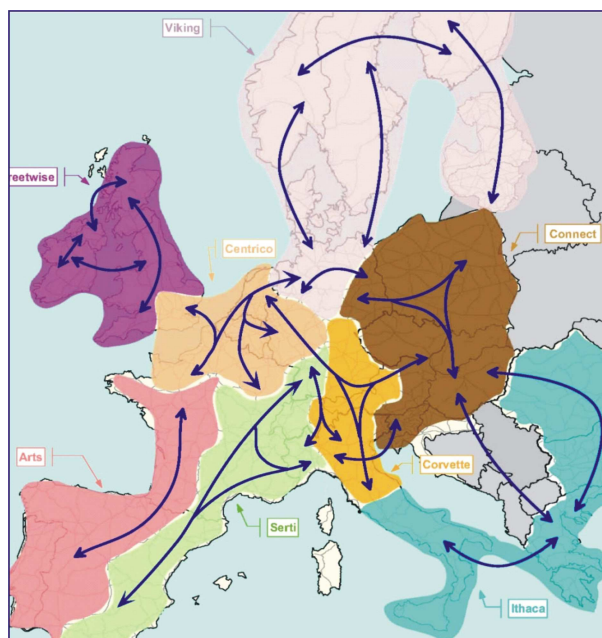 Viking
reetwise
Centrico
Connect
Arts
Corvette
Serti
Ithaca